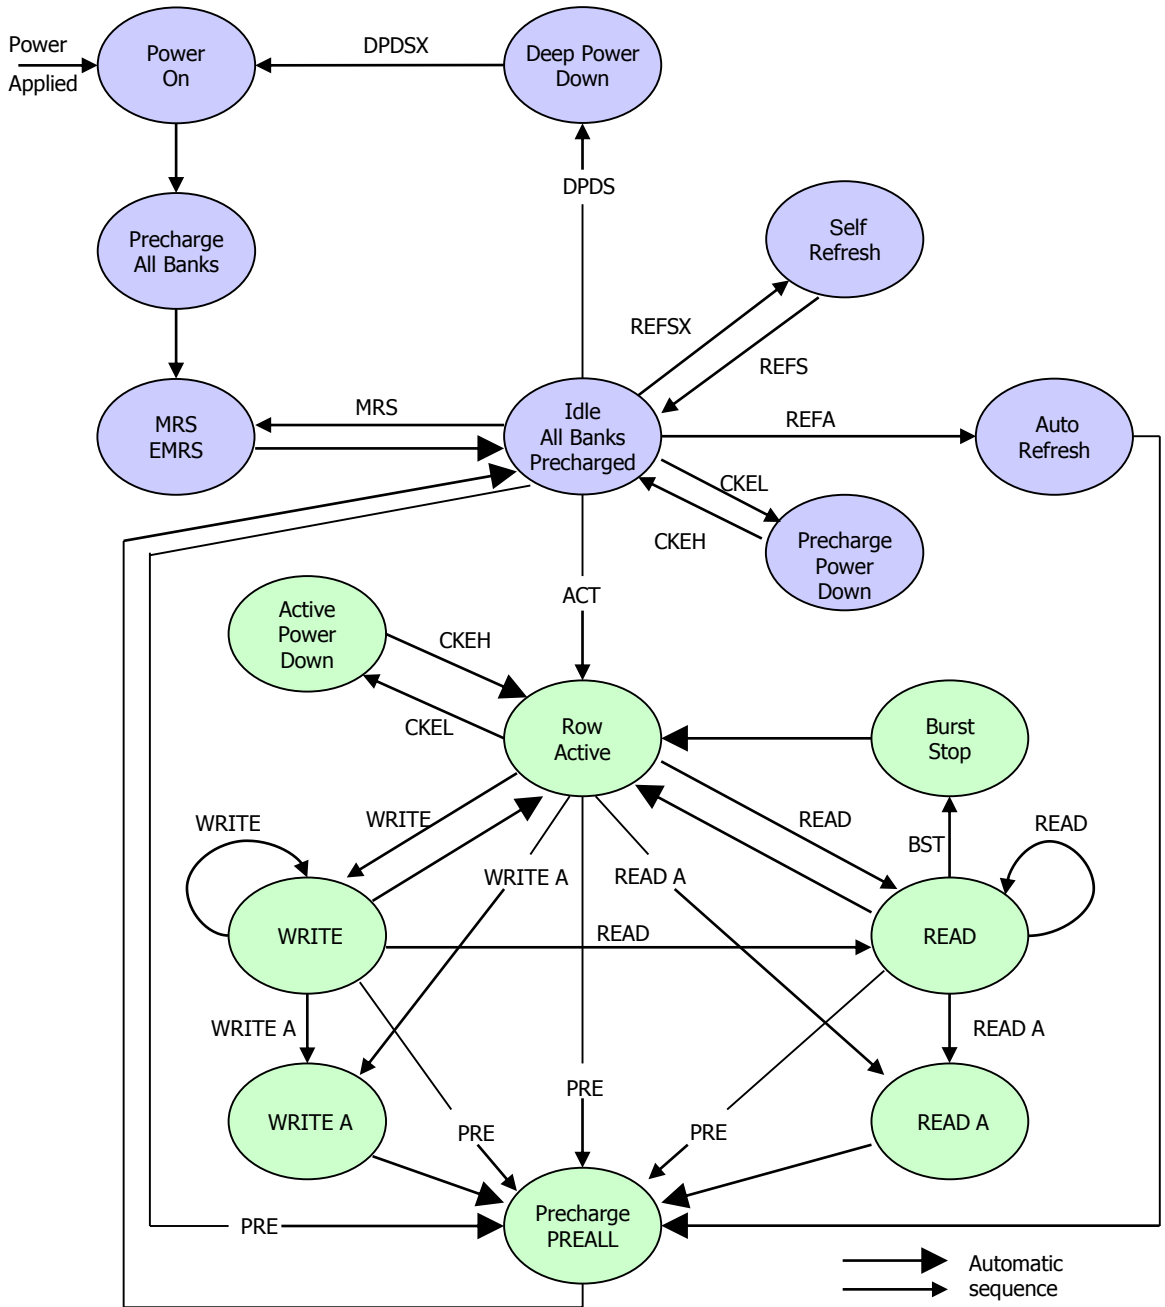 Power
Applied
Power
On
DPDSX
Deep Power
Down
DPDS
Precharge
All Banks
Self
Refresh
REFSX
REFS
MRS
EMRS
MRS
Idle
All Banks
Precharged
REFA
Auto
Refresh
CKEL
CKEH
Precharge
Power
Down
ACT
Active
Power
Down
CKEH
CKEL
Row
Active
Burst
Stop
WRITE
WRITE
READ
BST
READ
WRITE A
READ A
WRITE
READ
READ
WRITE A
READ A
WRITE A
PRE
PRE
PRE
READ A
PRE
Precharge
PREALL
Automatic
sequence